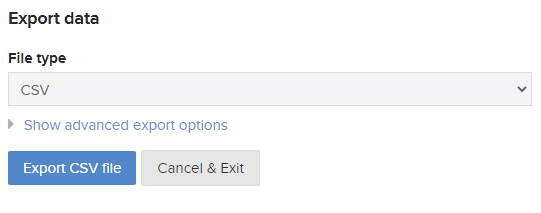 Export data
File type
CSV
Show advanced export options
Export CSV file Cancel & Exit